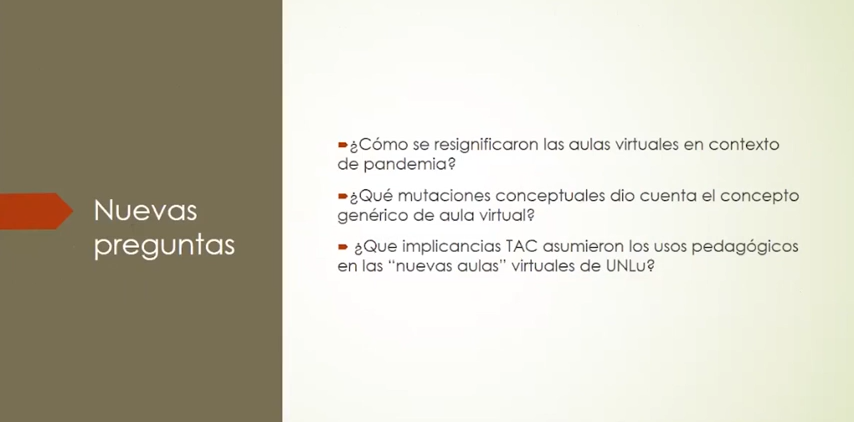 Nuevas
preguntas
¿Cómo se resignificaron las aulas virtuales en contexto
de pandemia?
¿Qué mutaciones conceptuales dio cuenta el concepto
genérico de aula virtual?
¿Que implicancias TAC asumieron los usos pedagógicos
en las “nuevas aulas” virtuales de UNLu?